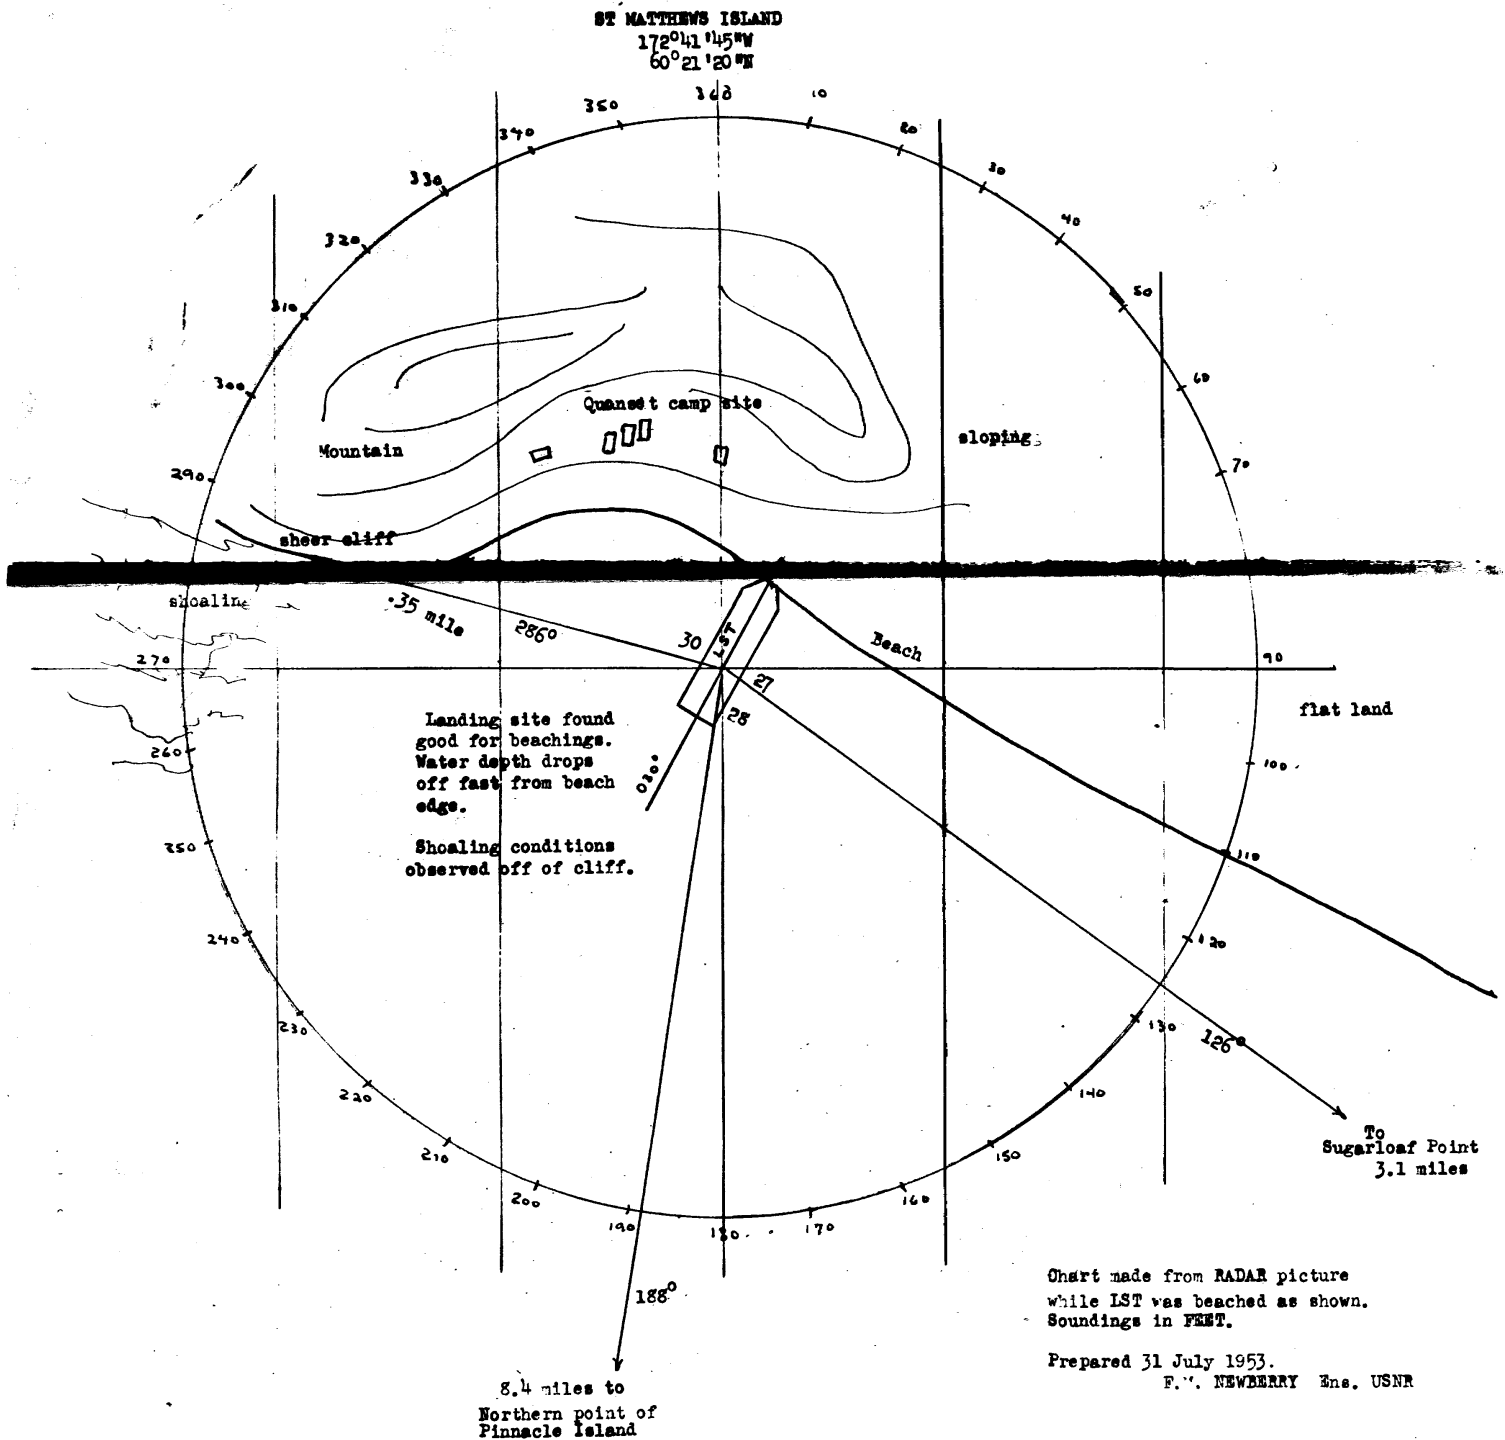 ST MATTHEWS ISLAND
172°41'45"W
60°21'20"N
360
10
20
30
40
50
60
70
90
100
110
120
130
140
150
160
170
180
190
200
210
220
230
240
250
260
270
290
300
310
320
330
340
350
Quanset camp site
Mountain
sloping
sheer cliff
shoaling
.35 mile
286°
30
LST
27
28
030°
Beach
flat land
Landing site found
good for beachings.
Water depth drops
off fast from beach
edge.
Shoaling conditions
observed off of cliff.
126°
To
Sugarloaf Point
3.1 miles
188°
8.4 miles to
Northern point of
Pinnacle Island
Chart made from RADAR picture
while LST was beached as shown.
Soundings in FEET.
Prepared 31 July 1953.
F. NEWBERRY Ens. USNR